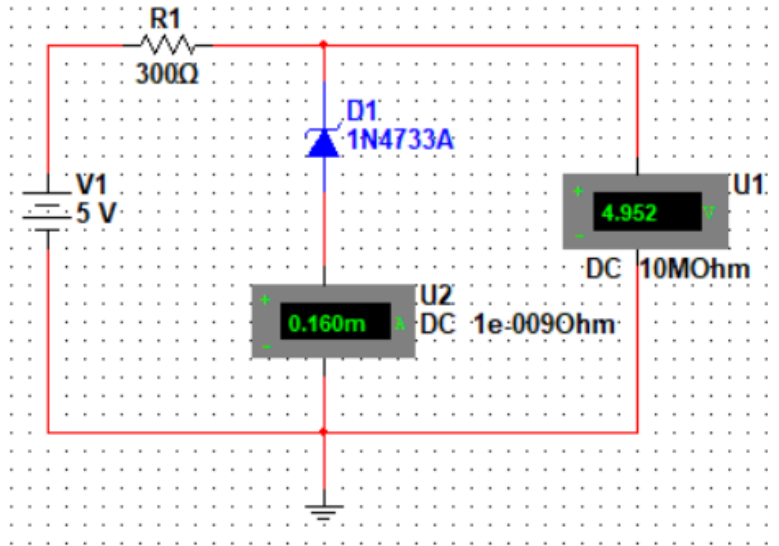 R1
300Ω
D1
1N4733A
V1
5 V
+
4.952 V
-
U1
DC 10MOhm
+
0.160m A
-
U2
DC 1e-009Ohm